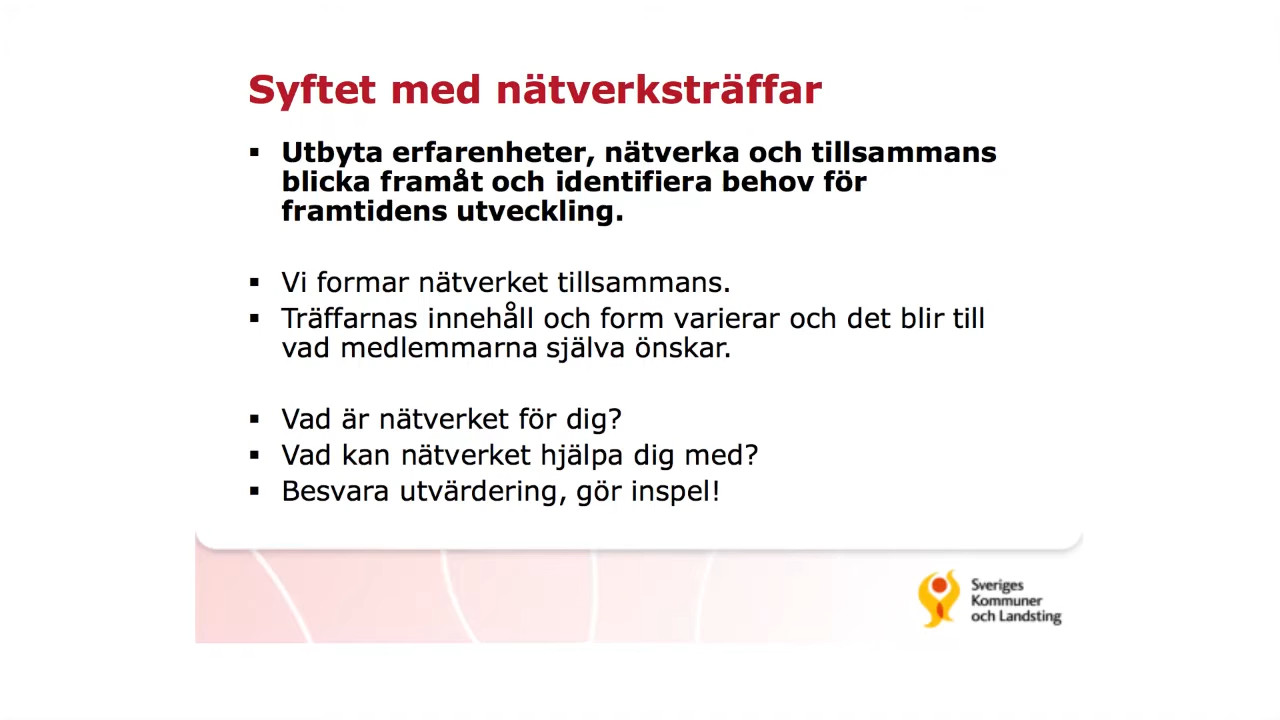 Syftet med nätverksträffar
▪ Utbyta erfarenheter, nätverka och tillsammans
blicka framåt och identifiera behov för
framtidens utveckling.
▪ Vi formar nätverket tillsammans.
▪ Träffarnas innehåll och form varierar och det blir till
vad medlemmarna själva önskar.
▪ Vad är nätverket för dig?
▪ Vad kan nätverket hjälpa dig med?
▪ Besvara utvärdering, gör inspel!
Sveriges
Kommuner
och Landsting